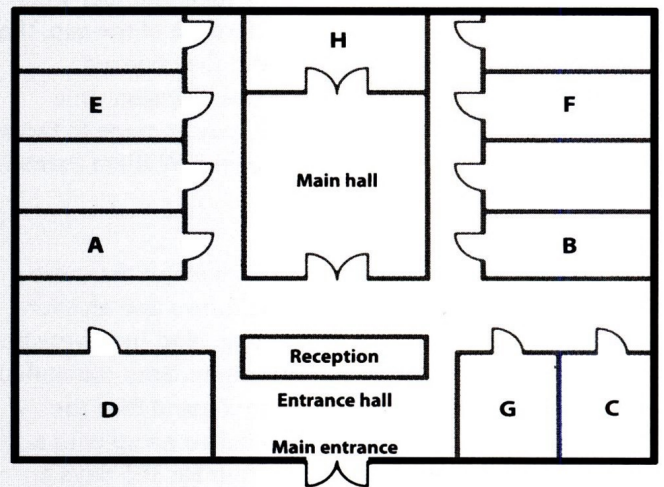 H
E
F
Main hall
A
B
Reception
D
Entrance hall
G
C
Main entrance